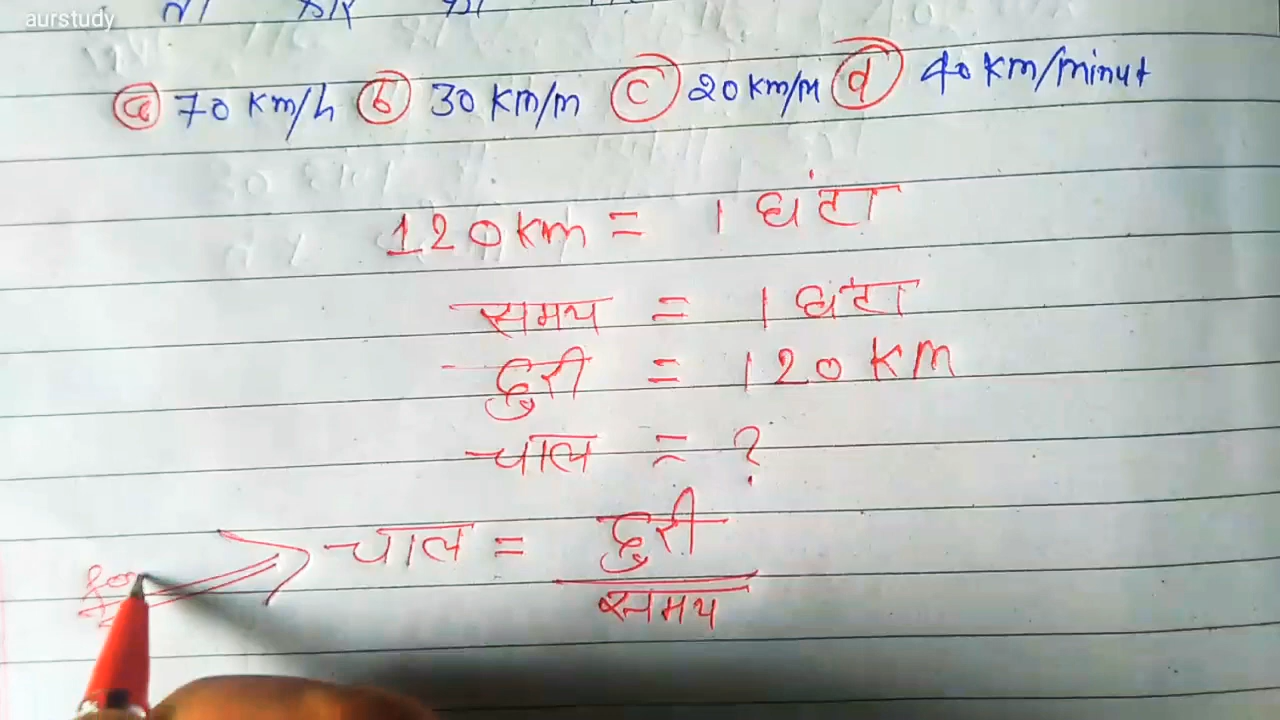 aurstudy
(a) 70 km/h (b) 30 km/m (c) 20 km/m (d) 40 km/minut
120 km = 1 घंटा
समय = 1 घंटा
दुरी = 120 KM
चाल = ?
चाल = दुरी
समय